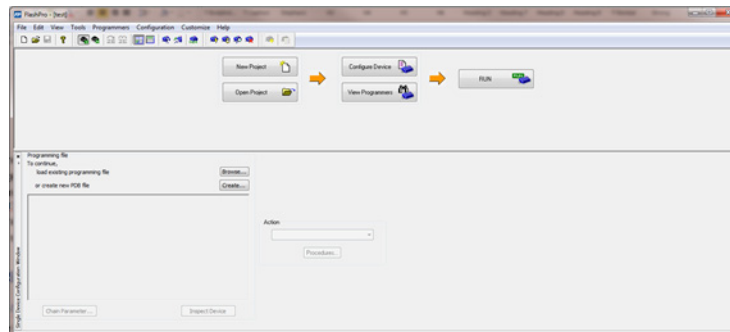 FlashPro - [test]
File Edit View Tools Programmers Configuration Customize Help
New Project
Configure Device
RUN
Open Project
View Programmers
Programming file
To continue,
load existing programming file
Browse...
or create new PDB file
Create...
Action
Procedures...
Chain Parameter...
Inspect Device
Single Device Configuration Window